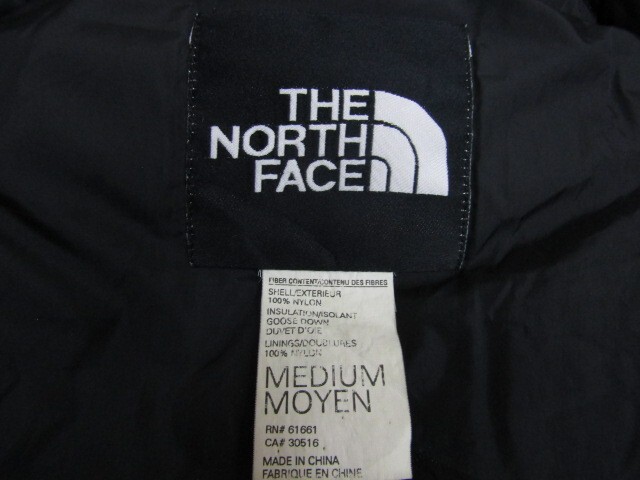 THE
NORTH
FACE
FIBER CONTENT/CONTENU DES FIBRES
SHELL/EXTERIEUR
100% NYLON
INSULATION/ISOLANT
GOOSE DOWN
DUVET D'OIE
LININGS/DOUBLURES
100% NYLON
MEDIUM
MOYEN
RN# 61661
CA# 30516
MADE IN CHINA
FABRIQUE EN CHINE